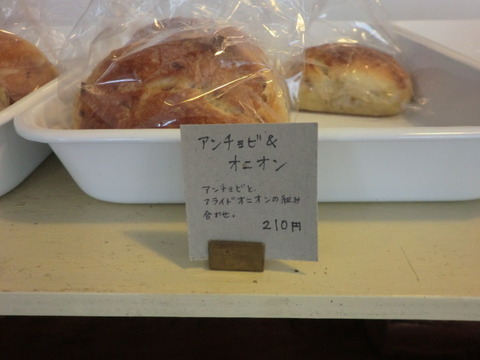 アンチョビ&
オニオン
アンチョビと、
フライドオニオンの組み
合わせ。
210円